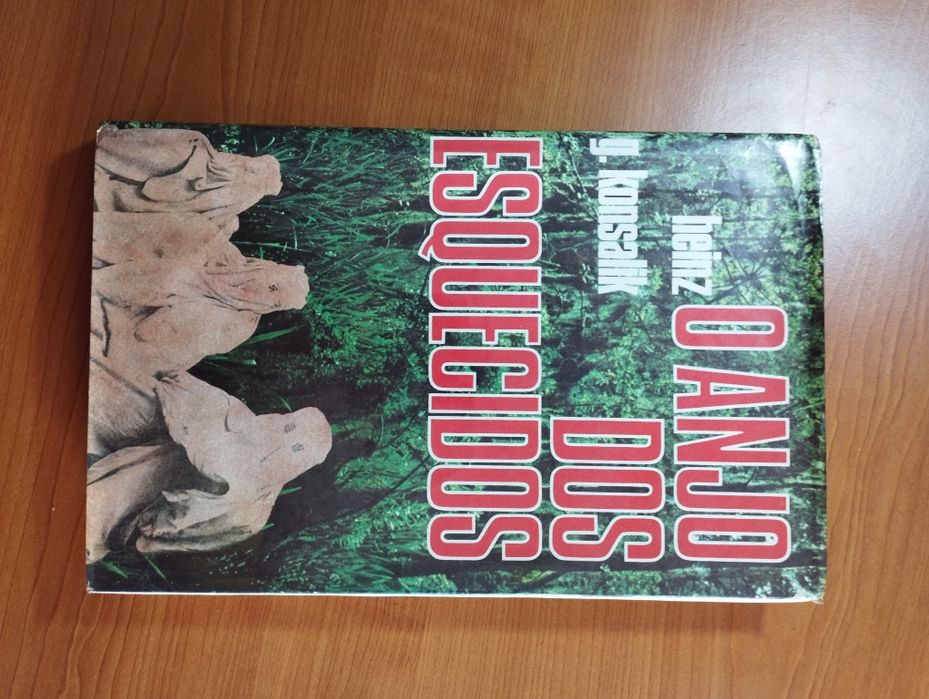 heinz
g. konsalik
O ANJO
DOS
ESQUECIDOS